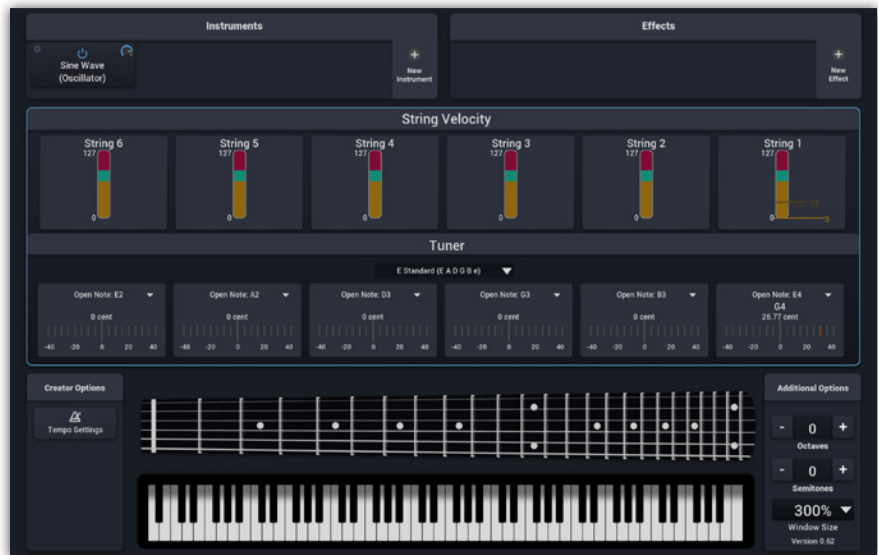 Instruments
Effects
Sine Wave
(Oscillator)
+
New
Instrument
+
New
Effect
String Velocity
String 6
127
0
String 5
127
0
String 4
127
0
String 3
127
0
String 2
127
0
String 1
127
0
3
Tuner
E Standard (E A D G B e)
Open Note: E2
0 cent
-40 -20 0 20 40
Open Note: A2
0 cent
-40 -20 0 20 40
Open Note: D3
0 cent
-40 -20 0 20 40
Open Note: G3
0 cent
-40 -20 0 20 40
Open Note: B3
0 cent
-40 -20 0 20 40
Open Note: E4
G4
26.77 cent
-40 -20 0 20 40
Creator Options
Tempo Settings
Additional Options
- 0 +
Octaves
- 0 +
Semitones
300%
Window Size
Version 0.62